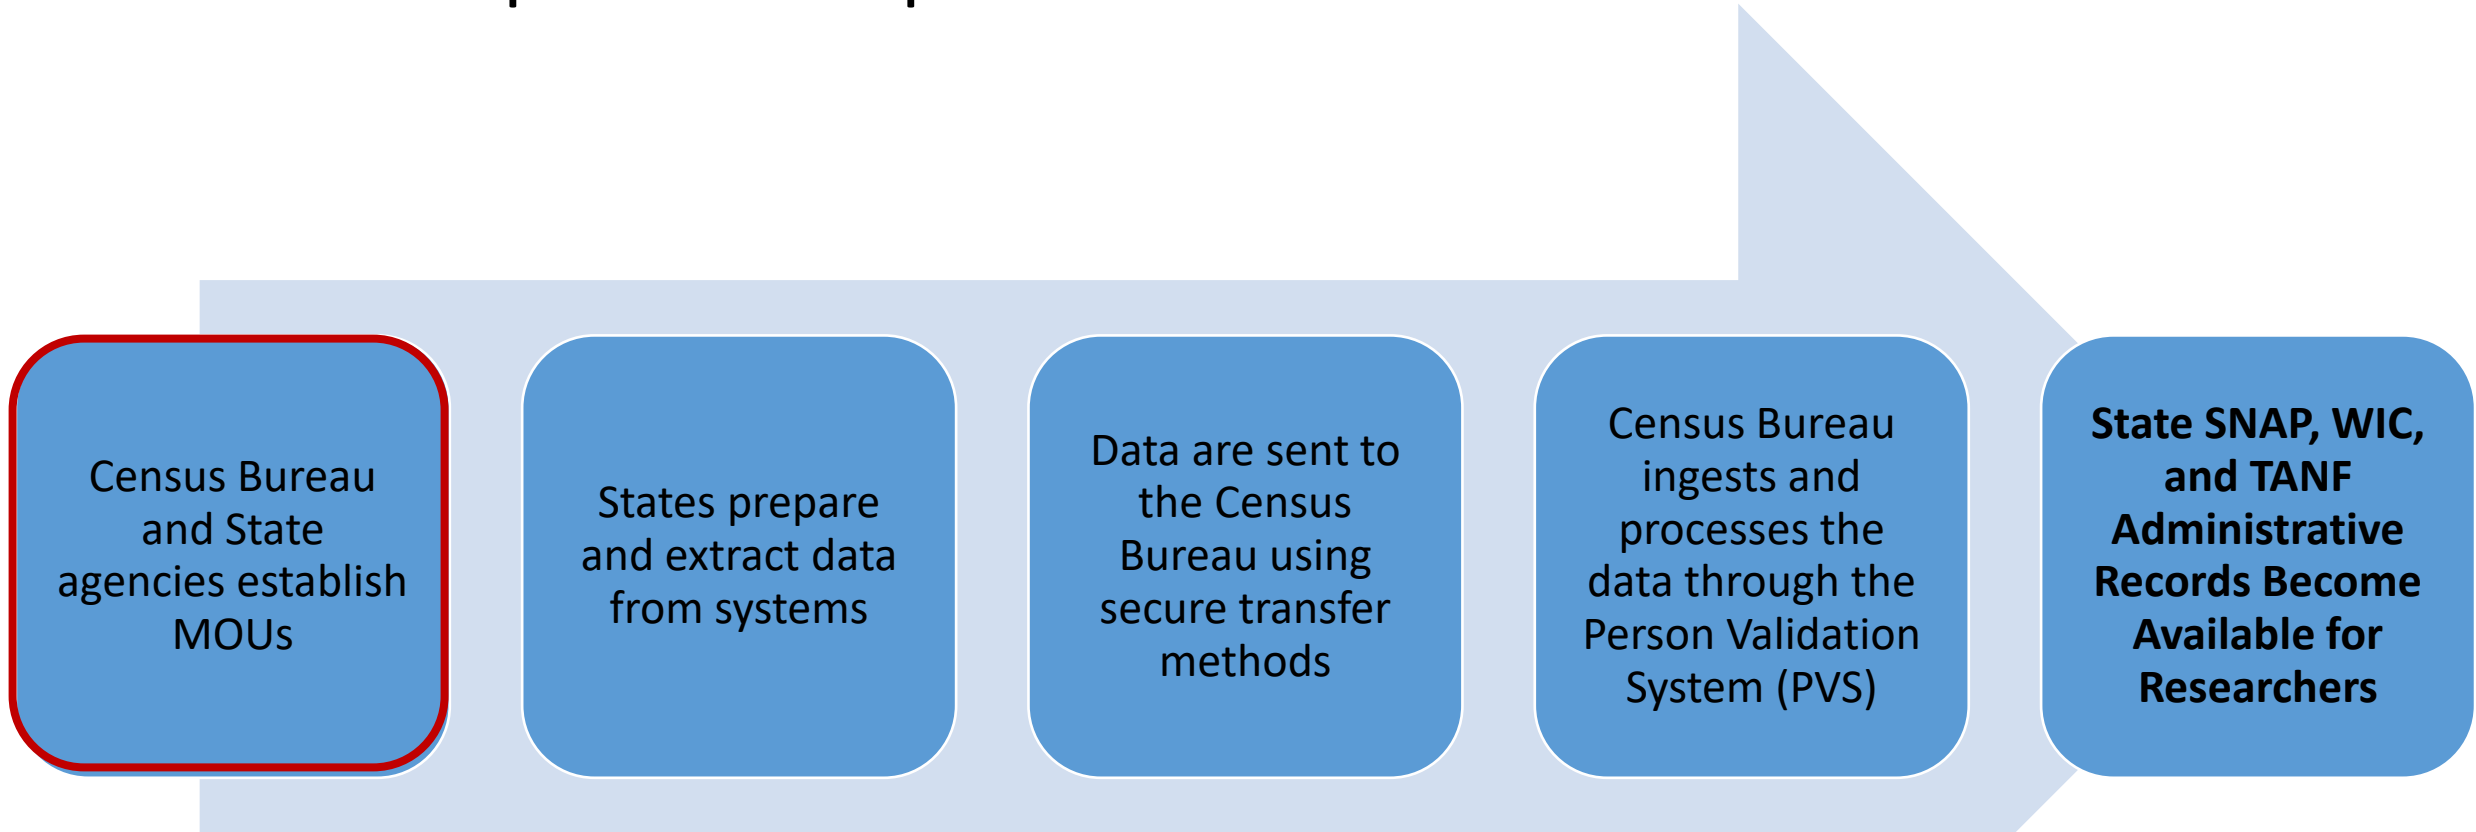 Census Bureau
and State
agencies establish
MOUs
States prepare
and extract data
from systems
Data are sent to
the Census
Bureau using
secure transfer
methods
Census Bureau
ingests and
processes the
data through the
Person Validation
System (PVS)
State SNAP, WIC,
and TANF
Administrative
Records Become
Available for
Researchers